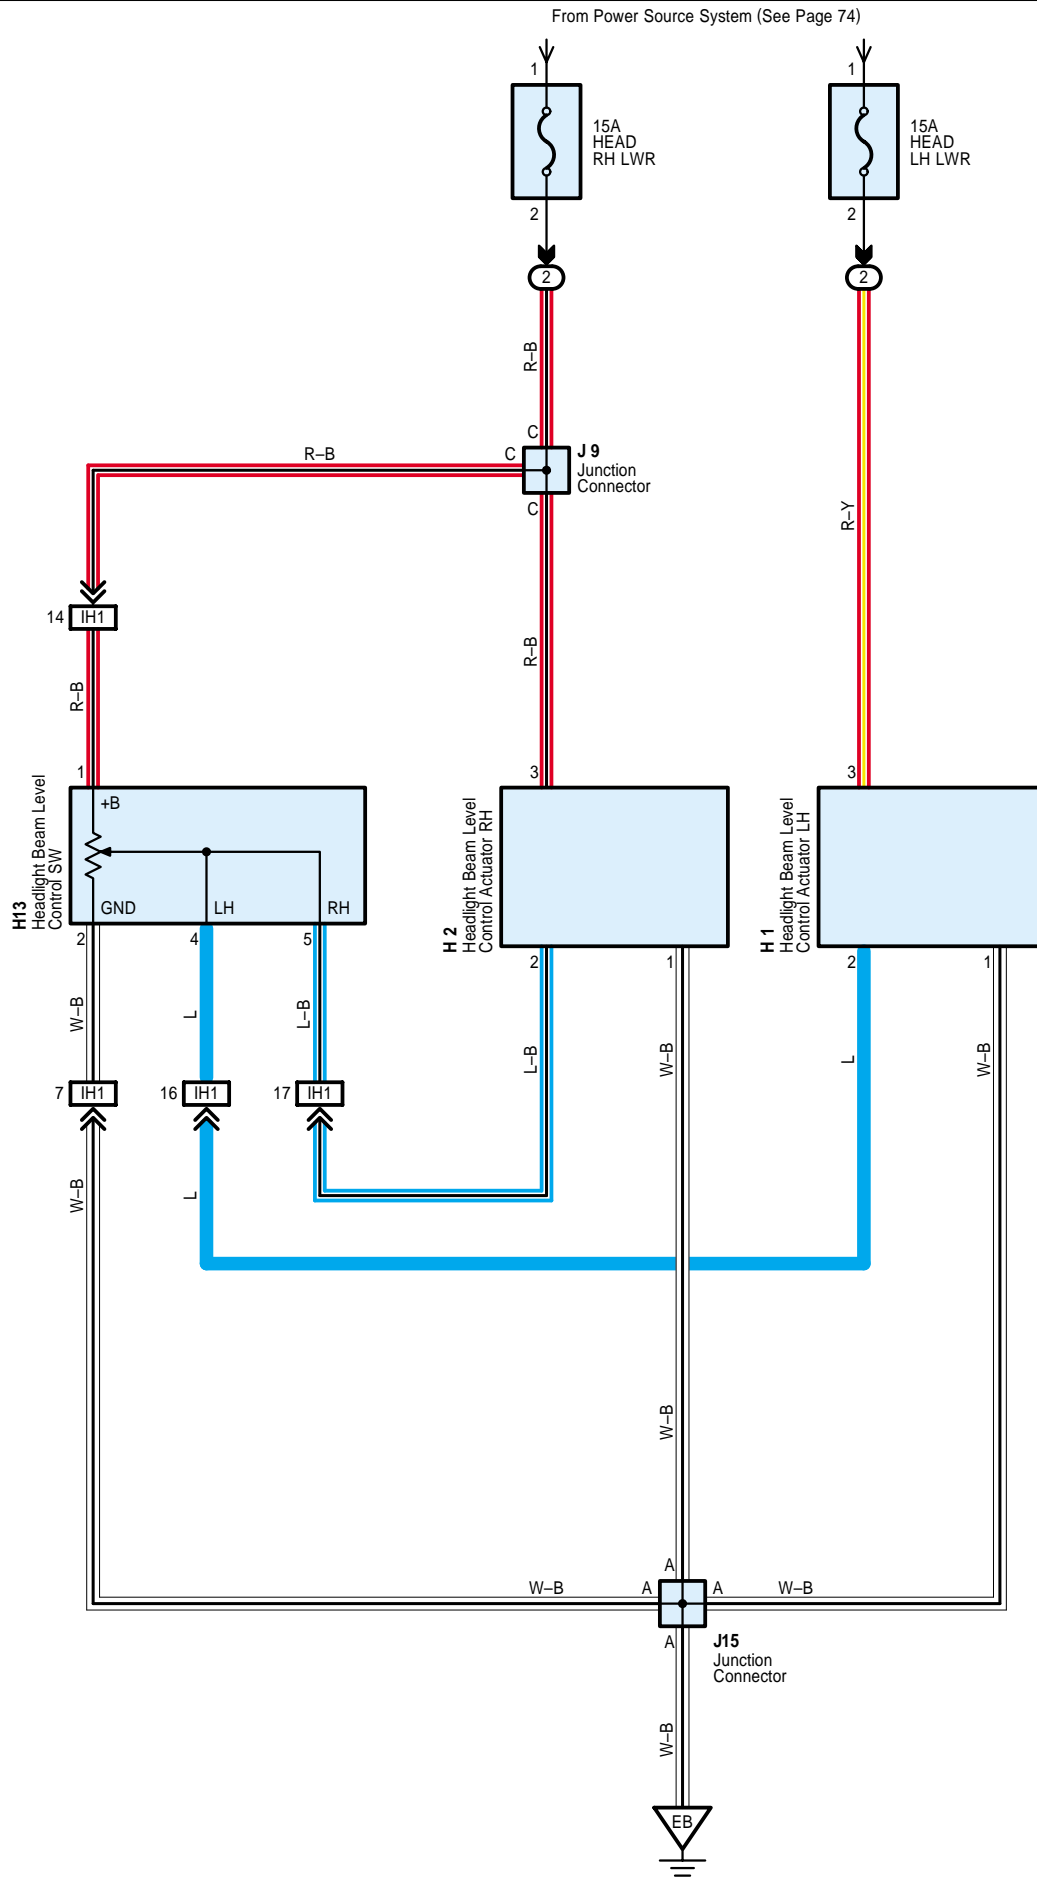 From Power Source System (See Page 74)
1
1
15A
HEAD
RH LWR
15A
HEAD
LH LWR
2
2
2
2
R–B
C
R–B
C
J 9
Junction
Connector
C
R–Y
14
IH1
R–B
R–B
1
3
3
H13
Headlight Beam Level
Control SW
+B
GND
LH
RH
H 2
Headlight Beam Level
Control Actuator RH
H 1
Headlight Beam Level
Control Actuator LH
2
4
5
2
1
2
1
W–B
L
L–B
L–B
W–B
L
W–B
7
IH1
16
IH1
17
IH1
W–B
L
W–B
A
W–B
A
A
W–B
A
J15
Junction
Connector
W–B
EB